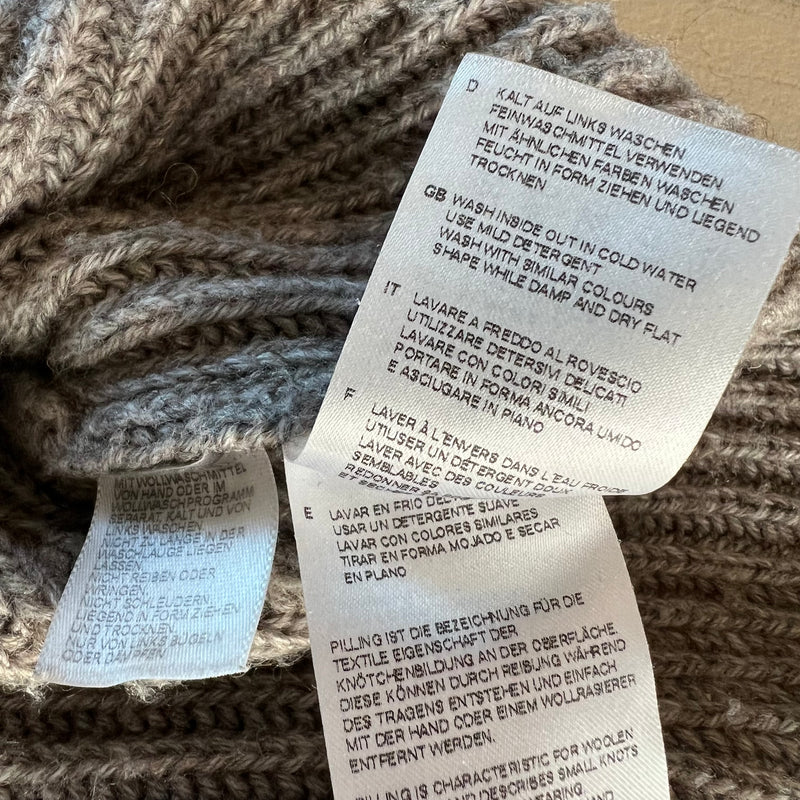 D KALT AUF LINKS WASCHEN
FEINWASCHMITTEL VERWENDEN
MIT ÄHNLICHEN FARBEN WASCHEN
FEUCHT IN FORM ZIEHEN UND LIEGEND
TROCKNEN
GB WASH INSIDE OUT IN COLD WATER
USE MILD DETERGENT
WASH WITH SIMILAR COLOURS
SHAPE WHILE DAMP AND DRY FLAT
IT LAVARE A FREDDO AL ROVESCIO
UTILIZZARE DETERSIVI DELICATI
LAVARE CON COLORI SIMILI
PORTARE IN FORMA ANCORA UMIDO
E ASCIUGARE IN PIANO
F LAVER À L'ENVERS DANS L'EAU FROIDE
UTILISER UN DETERGENT DOUX
LAVER AVEC DES COULEURS
SEMBLABLES
REDONNER
E LAVAR EN FRIO
USAR UN DETERGENTE SUAVE
LAVAR CON COLORES SIMILARES
TIRAR EN FORMA MOJADO E SECAR
EN PLANO
PILLING IST DIE BEZEICHNUNG FÜR DIE
TEXTILE EIGENSCHAFT DER
KNÖTCHENBILDUNG AN DER OBERFLÄCHE.
DIESE KÖNNEN DURCH REIBUNG WÄHREND
DES TRAGENS ENTSTEHEN UND EINFACH
MIT DER HAND ODER EINEM WOLLRASIERER
ENTFERNT WERDEN.
PILLING IS CHARACTERISTIC FOR WOOLEN
AND DESCRIBES SMALL KNOTS
MIT WOLLWASCHMITTEL
VON HAND ODER IM
WOLLWASCHPROGRAMM
SEHR KALT UND VON
LINKS WASCHEN.
NICHT ZU LANGE IN DER
WASCHLAUGE LIEGEN
LASSEN.
NICHT REIBEN ODER
WRINGEN.
NICHT SCHLEUDERN.
LIEGEND IN FORM ZIEHEN
UND TROCKNEN.
NUR VON LINKS BÜGELN
ODER DÄMPFEN.